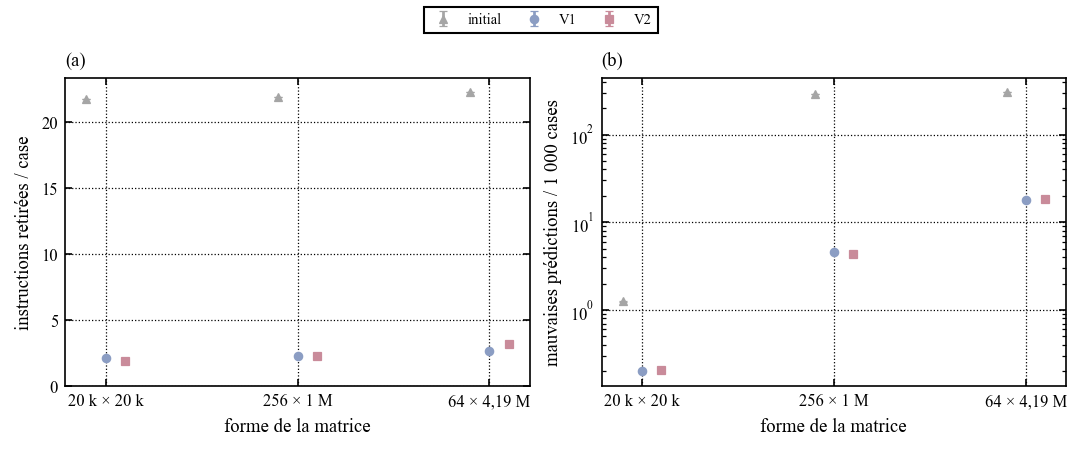 initial V1 V2
(a)
instructions retirées / case
20
15
10
5
0
20 k × 20 k 256 × 1 M 64 × 4,19 M
forme de la matrice
(b)
mauvaises prédictions / 1 000 cases
10²
10¹
10⁰
20 k × 20 k 256 × 1 M 64 × 4,19 M
forme de la matrice